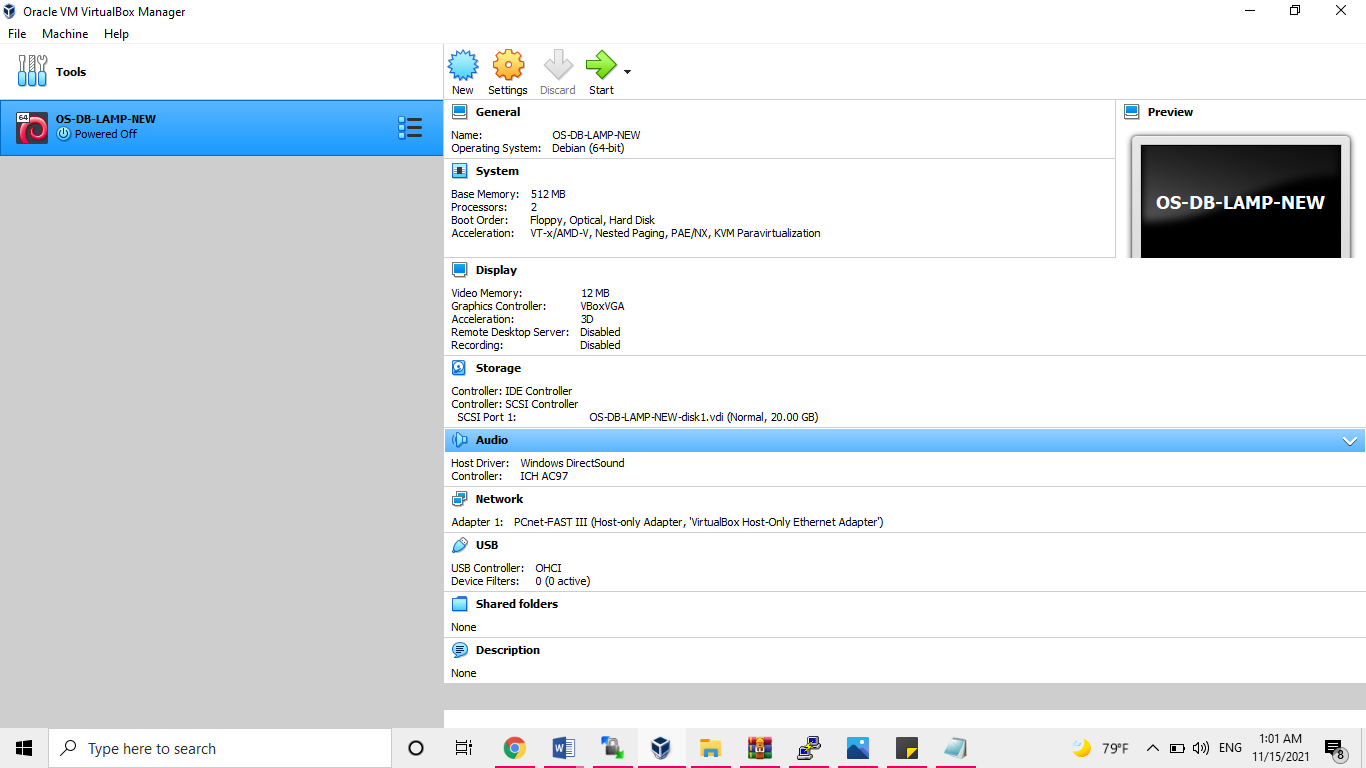 Oracle VM VirtualBox Manager
File Machine Help
Tools
New Settings Discard Start
64
OS-DB-LAMP-NEW
Powered Off
General
Name: OS-DB-LAMP-NEW
Operating System: Debian (64-bit)
Preview
OS-DB-LAMP-NEW
System
Base Memory: 512 MB
Processors: 2
Boot Order: Floppy, Optical, Hard Disk
Acceleration: VT-x/AMD-V, Nested Paging, PAE/NX, KVM Paravirtualization
Display
Video Memory: 12 MB
Graphics Controller: VBoxVGA
Acceleration: 3D
Remote Desktop Server: Disabled
Recording: Disabled
Storage
Controller: IDE Controller
Controller: SCSI Controller
SCSI Port 1: OS-DB-LAMP-NEW-disk1.vdi (Normal, 20.00 GB)
Audio
Host Driver: Windows DirectSound
Controller: ICH AC97
Network
Adapter 1: PCnet-FAST III (Host-only Adapter, 'VirtualBox Host-Only Ethernet Adapter')
USB
USB Controller: OHCI
Device Filters: 0 (0 active)
Shared folders
None
Description
None
Type here to search
79°F
ENG
1:01 AM
11/15/2021
8